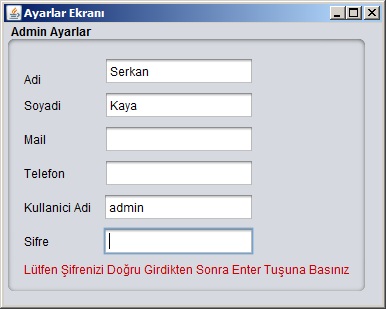 Ayarlar Ekranı
Admin Ayarlar
Adi Serkan
Soyadi Kaya
Mail
Telefon
Kullanici Adi admin
Sifre
Lütfen Şifrenizi Doğru Girdikten Sonra Enter Tuşuna Basınız